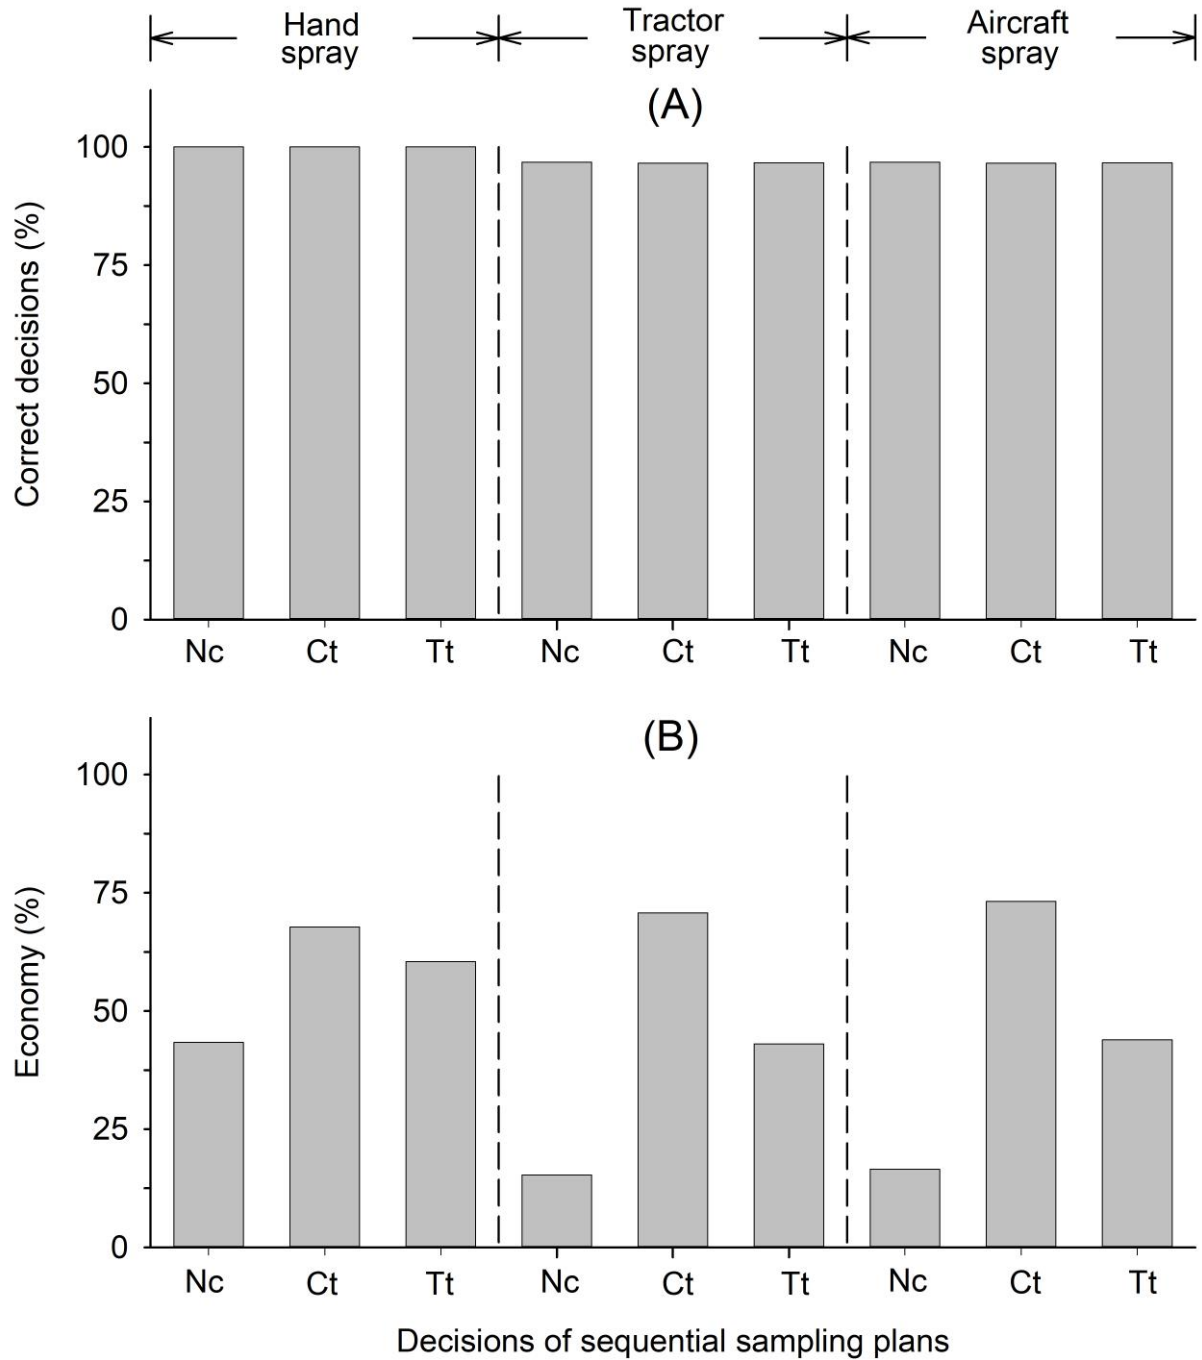 Hand Tractor Aircraft
spray spray spray
(A)
100
75
50
25
0
Correct decisions (%)
Nc Ct Tt Nc Ct Tt Nc Ct Tt
(B)
100
75
50
25
0
Economy (%)
Nc Ct Tt Nc Ct Tt Nc Ct Tt
Decisions of sequential sampling plans